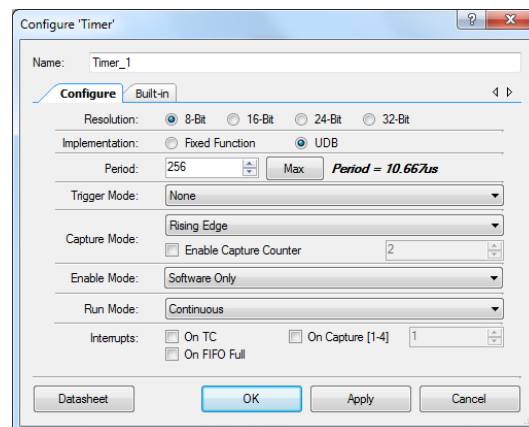 Configure 'Timer'
Name: Timer_1
Configure Built-in
Resolution: 8-Bit 16-Bit 24-Bit 32-Bit
Implementation: Fixed Function UDB
Period: 256 Max Period = 10.667us
Trigger Mode: None
Capture Mode: Rising Edge
Enable Capture Counter 2
Enable Mode: Software Only
Run Mode: Continuous
Interrupts: On TC On Capture [1-4] 1
On FIFO Full
Datasheet OK Apply Cancel